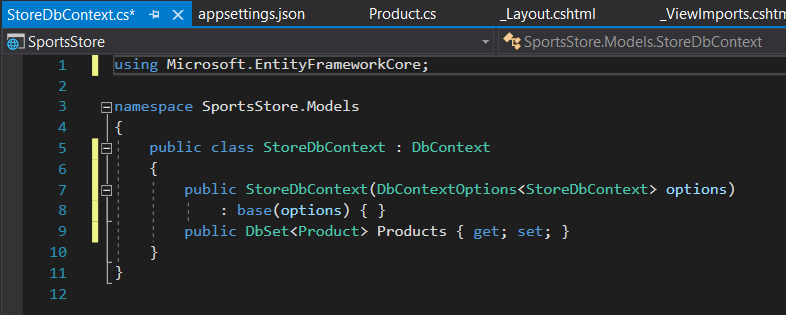 StoreDbContext.cs* appsettings.json Product.cs _Layout.cshtml _ViewImports.cshtm
SportsStore SportsStore.Models.StoreDbContext
1 using Microsoft.EntityFrameworkCore;
2
3 namespace SportsStore.Models
4 {
5 public class StoreDbContext : DbContext
6 {
7 public StoreDbContext(DbContextOptions<StoreDbContext> options)
8 : base(options) { }
9 public DbSet<Product> Products { get; set; }
10 }
11 }
12